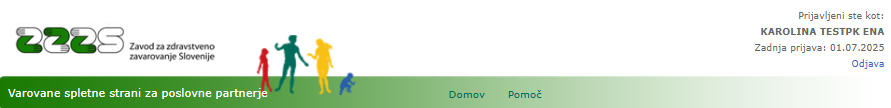 Prijavljeni ste kot:
KAROLINA TESTPK ENA
Zadnja prijava: 01.07.2025
Odjava
ZZZS
Zavod za zdravstveno
zavarovanje Slovenije
Varovane spletne strani za poslovne partnerje
Domov
Pomoč